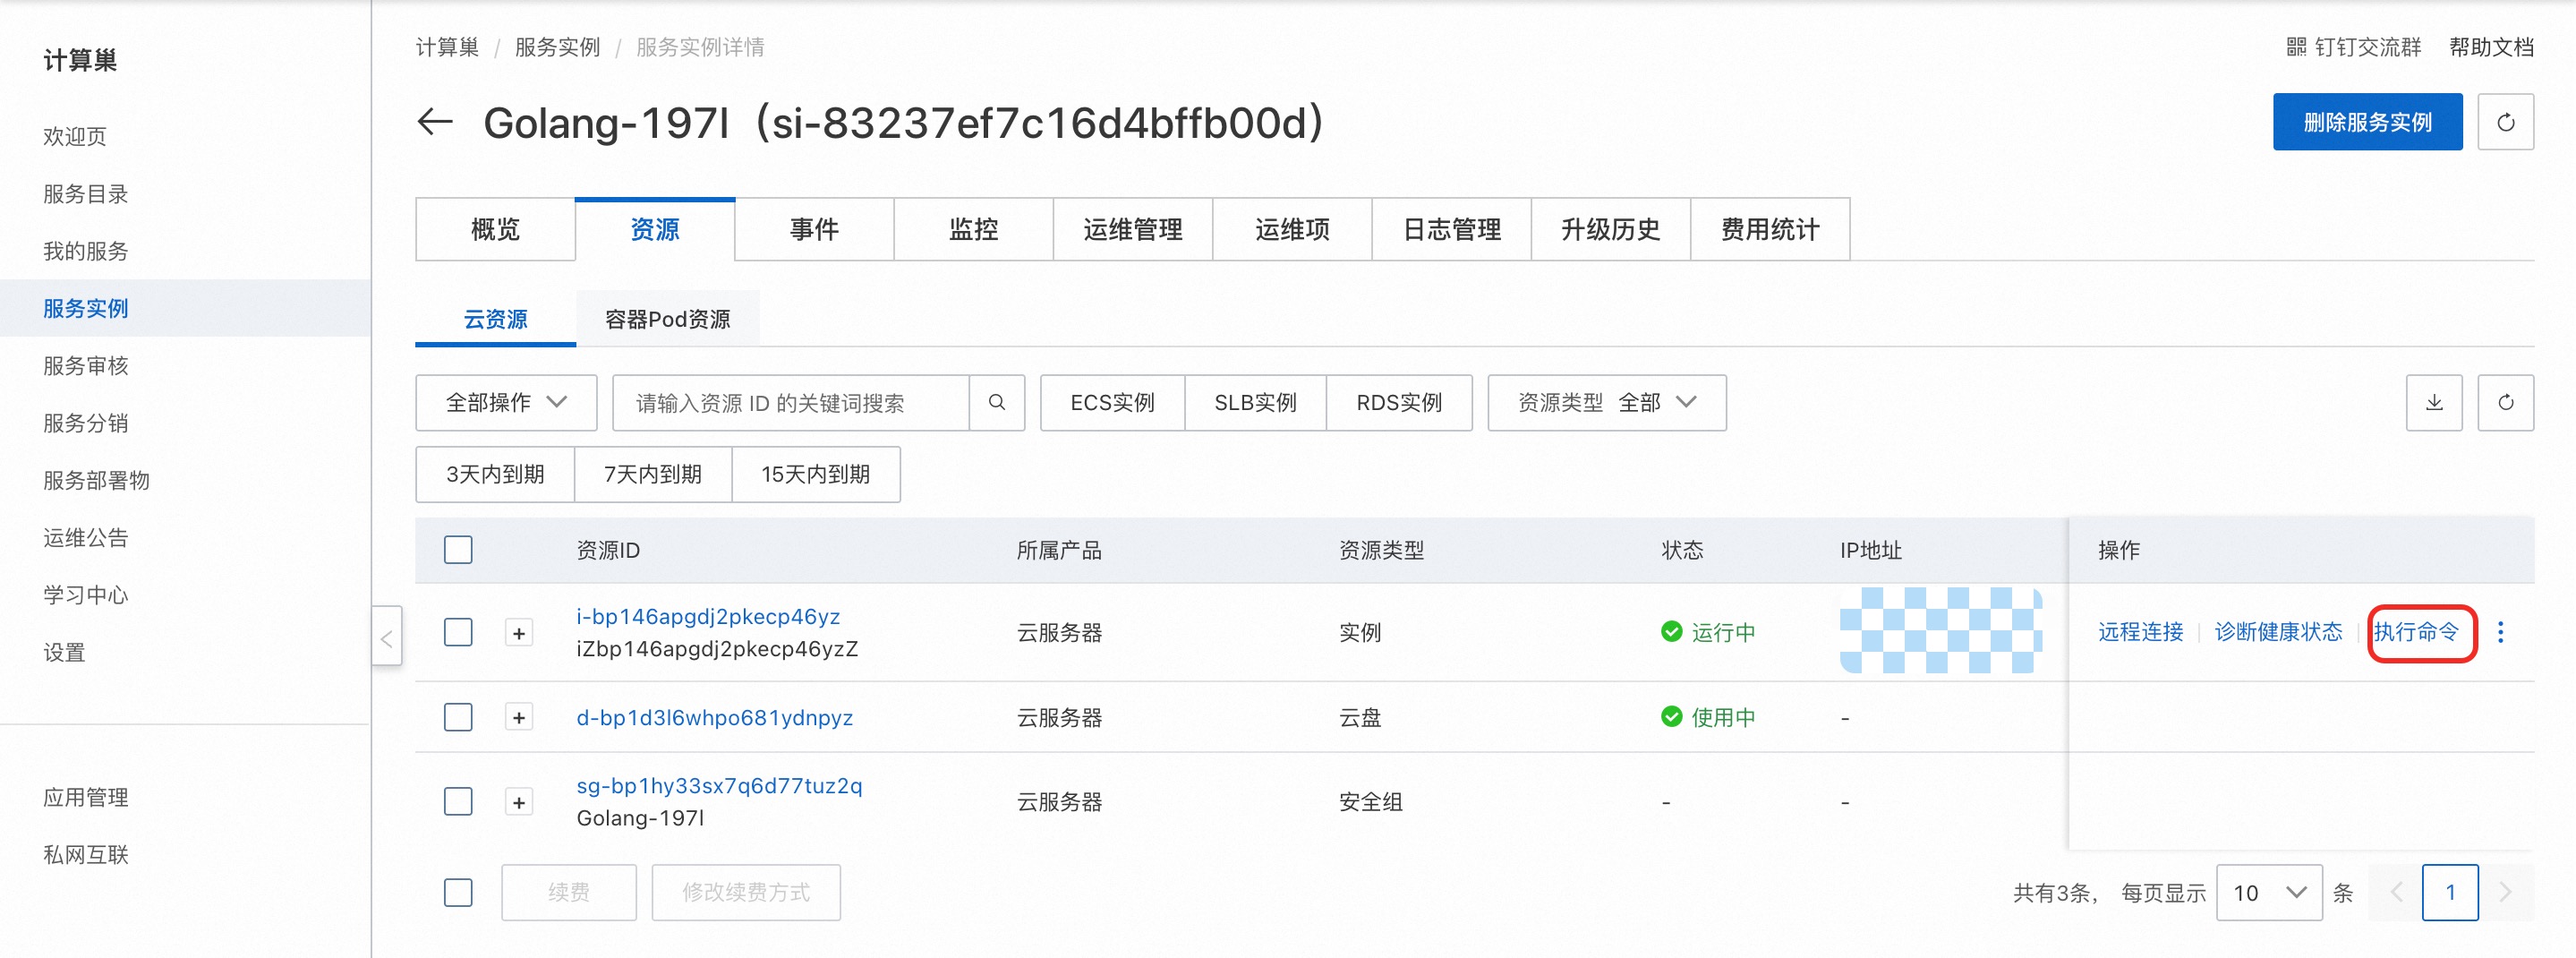 计算巢
欢迎页
服务目录
我的服务
服务实例
服务审核
服务分销
服务部署物
运维公告
学习中心
设置
应用管理
私网互联
计算巢 / 服务实例 / 服务实例详情
钉钉交流群 帮助文档
Golang-197I（si-83237ef7c16d4bffb00d）
删除服务实例
概览 资源 事件 监控 运维管理 运维项 日志管理 升级历史 费用统计
云资源 容器Pod资源
全部操作 请输入资源 ID 的关键词搜索 ECS实例 SLB实例 RDS实例 资源类型 全部
3天内到期 7天内到期 15天内到期
资源ID 所属产品 资源类型 状态 IP地址 操作
i-bp146apgdj2pkecp46yz 云服务器 实例 运行中 远程连接 诊断健康状态 执行命令
iZbp146apgdj2pkecp46yzZ
d-bp1d3l6whpo681ydnpyz 云服务器 云盘 使用中 -
sg-bp1hy33sx7q6d77tuz2q 云服务器 安全组 - -
Golang-197I
续费 修改续费方式 共有3条， 每页显示 10 条 1